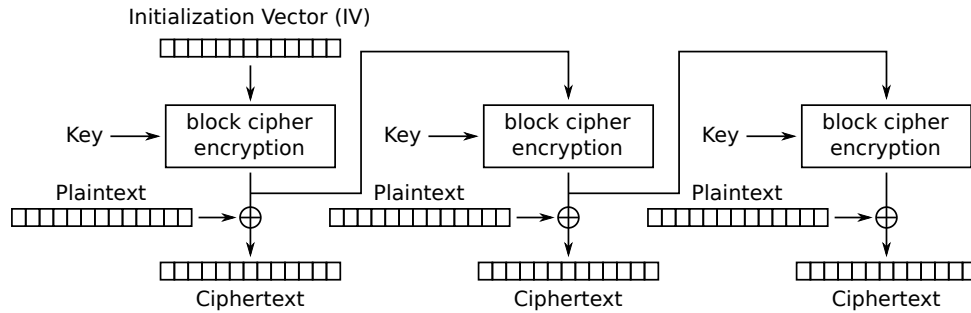 Initialization Vector (IV)
Key
block cipher
encryption
Key
block cipher
encryption
Key
block cipher
encryption
Plaintext
Plaintext
Plaintext
Ciphertext
Ciphertext
Ciphertext